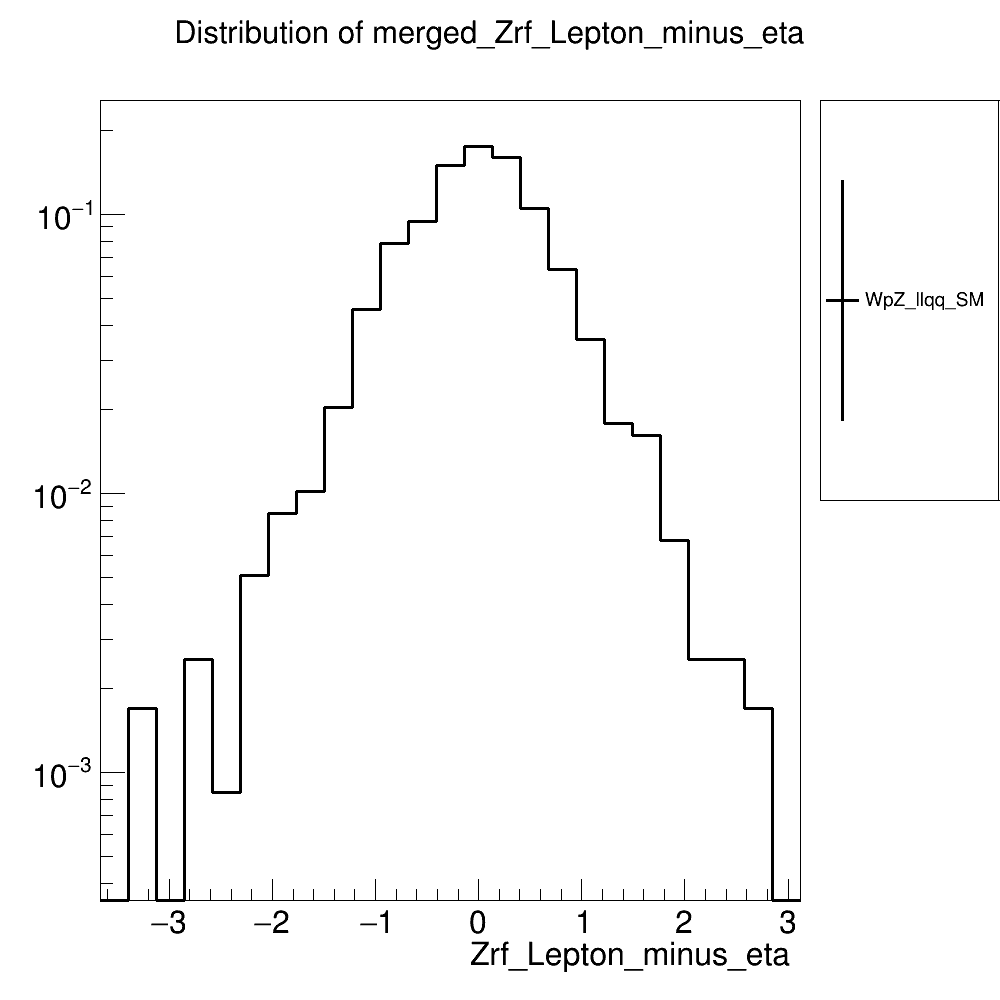 Distribution of merged_Zrf_Lepton_minus_eta
10−1
10−2
10−3
−3 −2 −1 0 1 2 3
Zrf_Lepton_minus_eta
WpZ_llqq_SM